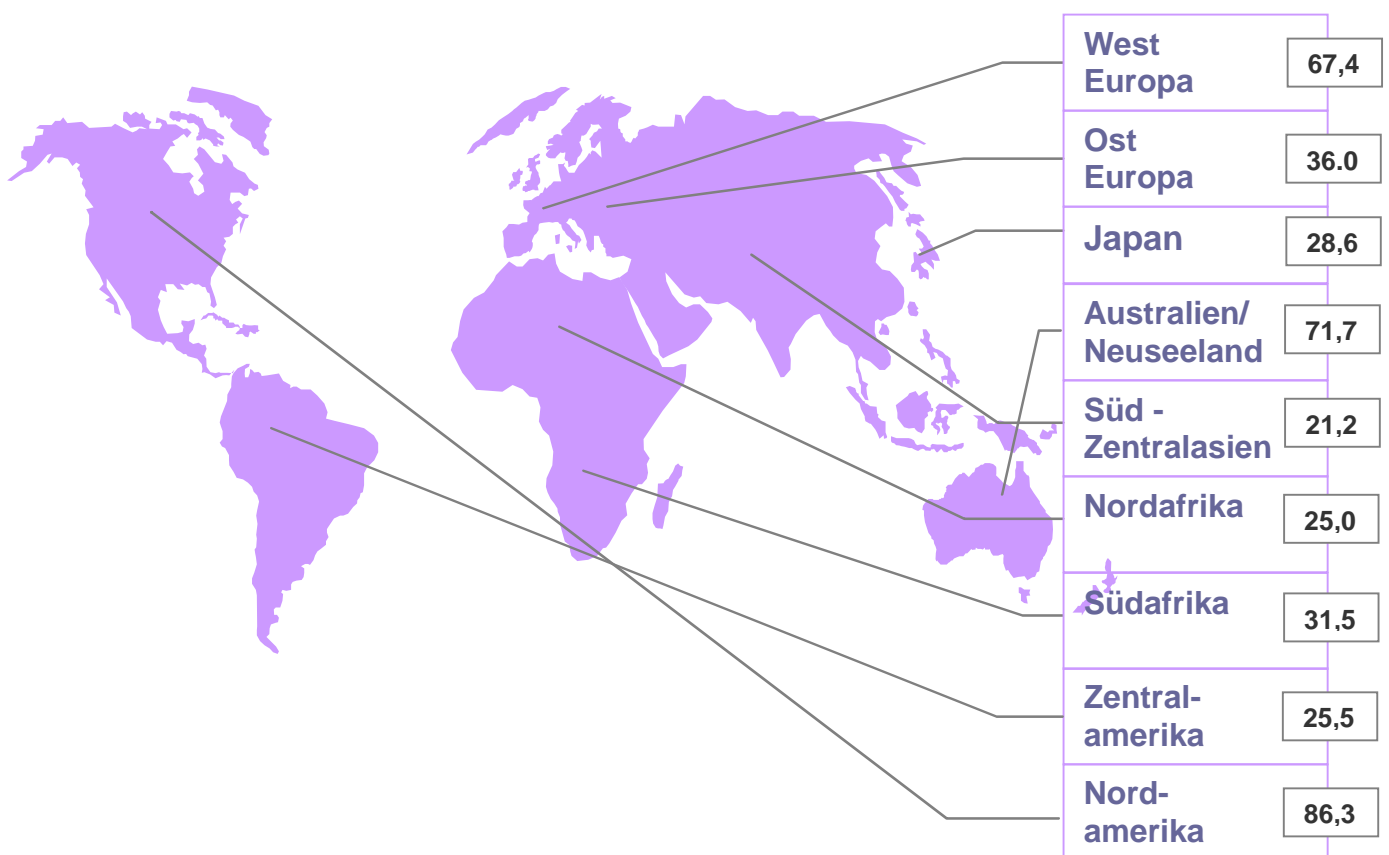 West
Europa
67,4
Ost
Europa
36.0
Japan
28,6
Australien/
Neuseeland
71,7
Süd -
Zentralasien
21,2
Nordafrika
25,0
Südafrika
31,5
Zentral-
amerika
25,5
Nord-
amerika
86,3